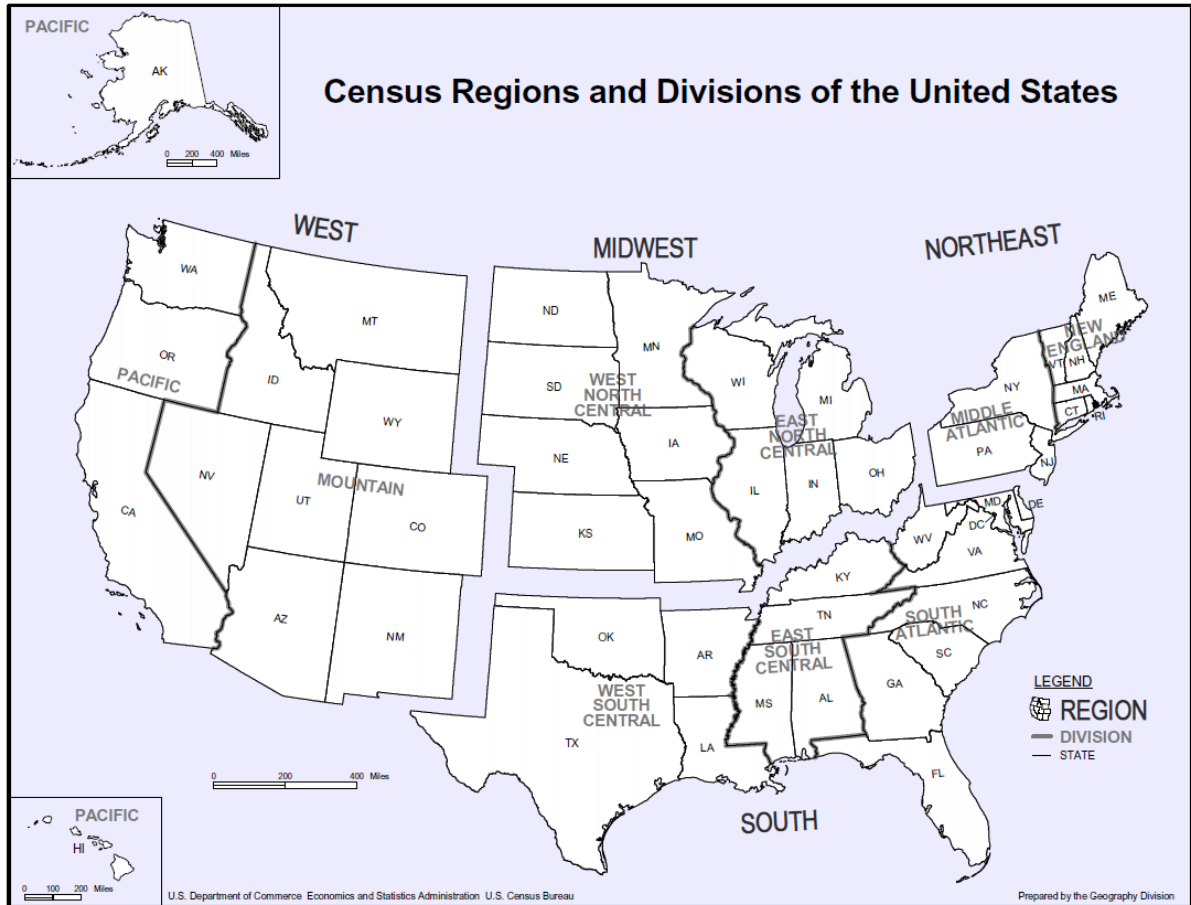 PACIFIC
AK
0 200 400 Miles
Census Regions and Divisions of the United States
WEST
MIDWEST
NORTHEAST
WA
MT
OR
ID
WY
PACIFIC
NV
UT
CO
CA
MOUNTAIN
AZ
NM
ND
MN
SD
WEST
NORTH
CENTRAL
NE
IA
KS
MO
WI
MI
EAST
NORTH
CENTRAL
IL
IN
OH
ME
NEW
ENGLAND
VT
NH
NY
MA
CT
RI
MIDDLE
ATLANTIC
PA
NJ
MD
DE
DC
WV
VA
KY
TN
NC
SOUTH
ATLANTIC
SC
GA
FL
EAST
SOUTH
CENTRAL
MS
AL
OK
AR
WEST
SOUTH
CENTRAL
TX
LA
SOUTH
LEGEND
REGION
DIVISION
STATE
0 200 400 Miles
PACIFIC
HI
0 100 200 Miles
U.S. Department of Commerce Economics and Statistics Administration U.S. Census Bureau
Prepared by the Geography Division